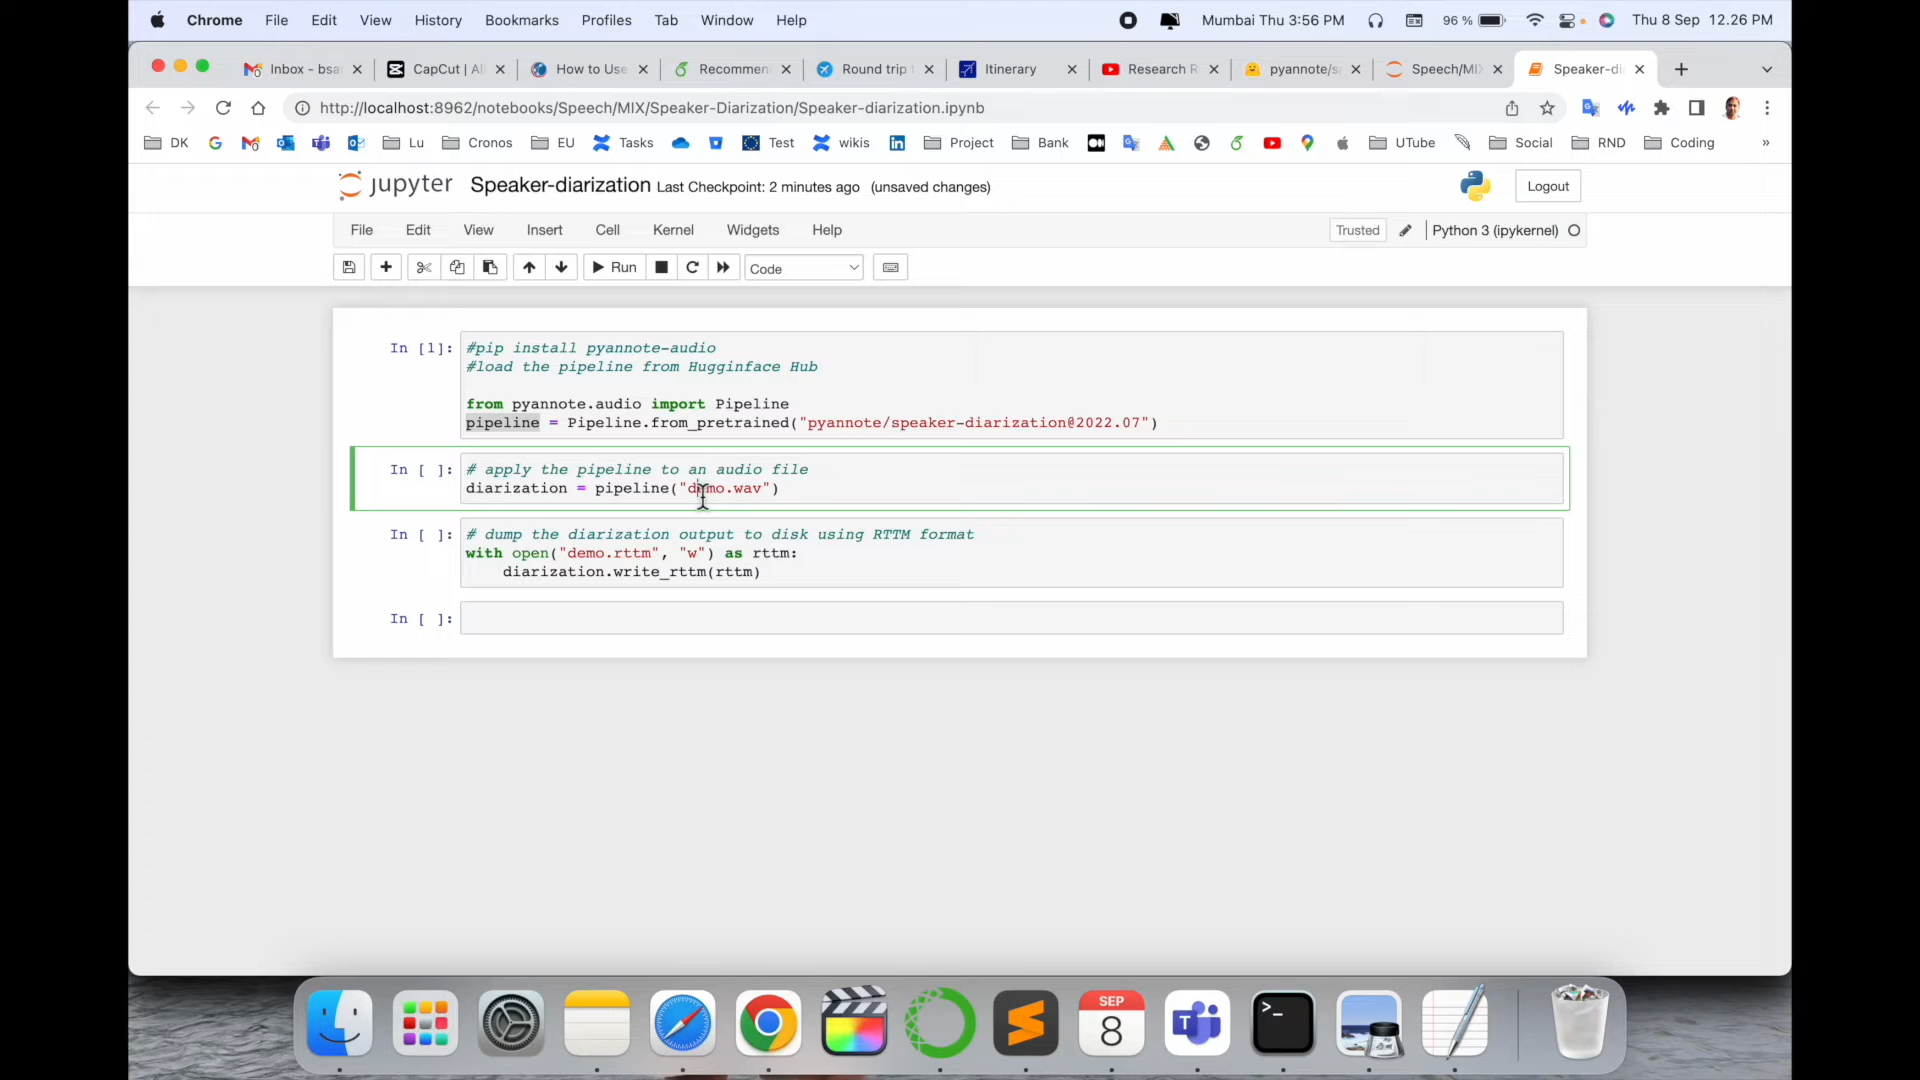 Chrome File Edit View History Bookmarks Profiles Tab Window Help Mumbai Thu 3:56 PM 96 % Thu 8 Sep 12.26 PM
Inbox - bsa CapCut | Al How to Use Recommen Round trip Itinerary Research R pyannote/s Speech/MI Speaker-di
http://localhost:8962/notebooks/Speech/MIX/Speaker-Diarization/Speaker-diarization.ipynb
DK Lu Cronos EU Tasks Test wikis Project Bank UTube Social RND Coding »
jupyter Speaker-diarization Last Checkpoint: 2 minutes ago (unsaved changes) Logout
File Edit View Insert Cell Kernel Widgets Help Trusted Python 3 (ipykernel)
Run Code
In [1]: #pip install pyannote-audio
#load the pipeline from Hugginface Hub
from pyannote.audio import Pipeline
pipeline = Pipeline.from_pretrained("pyannote/speaker-diarization@2022.07")
In [ ]: # apply the pipeline to an audio file
diarization = pipeline("demo.wav")
In [ ]: # dump the diarization output to disk using RTTM format
with open("demo.rttm", "w") as rttm:
diarization.write_rttm(rttm)
In [ ]:
SEP
8